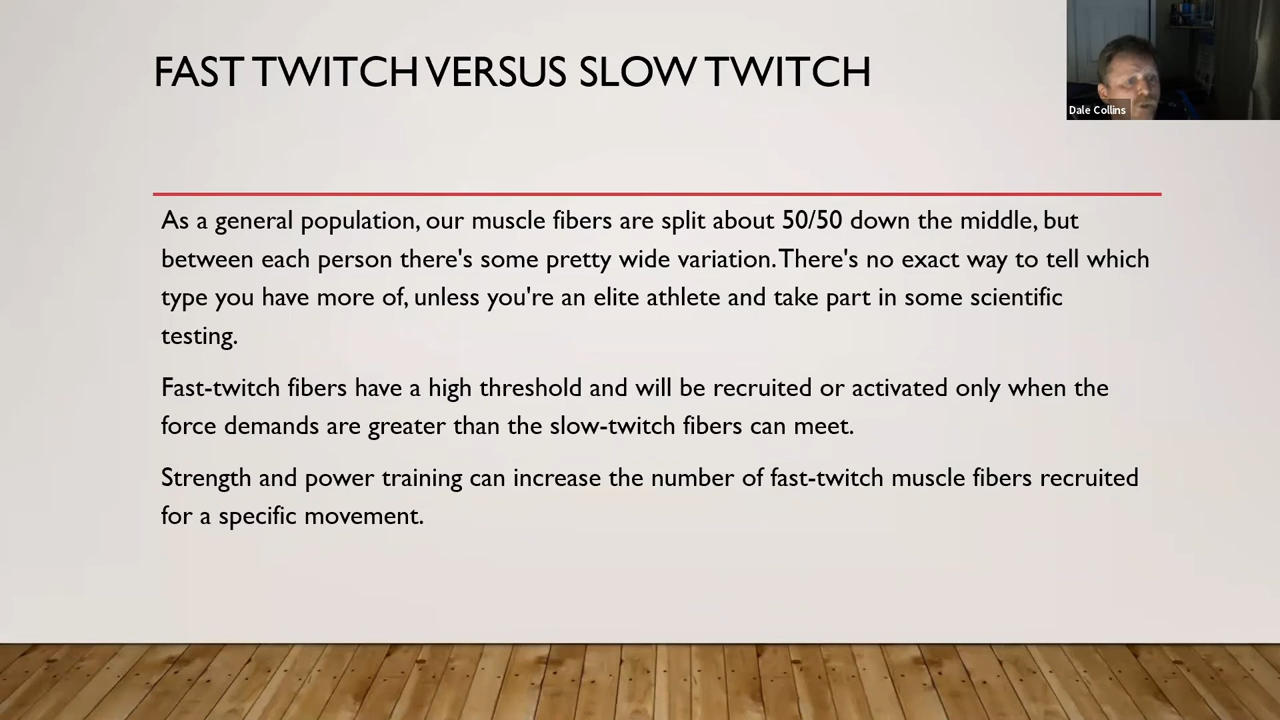 FAST TWITCH VERSUS SLOW TWITCH
Dale Collins
As a general population, our muscle fibers are split about 50/50 down the middle, but
between each person there's some pretty wide variation. There's no exact way to tell which
type you have more of, unless you're an elite athlete and take part in some scientific
testing.
Fast-twitch fibers have a high threshold and will be recruited or activated only when the
force demands are greater than the slow-twitch fibers can meet.
Strength and power training can increase the number of fast-twitch muscle fibers recruited
for a specific movement.